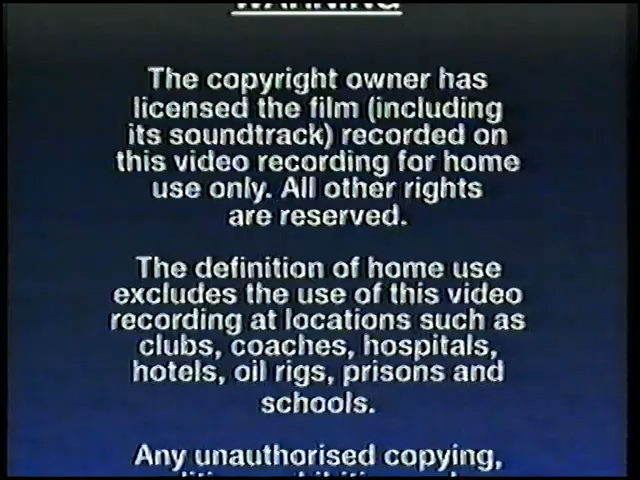 WARNING
The copyright owner has
licensed the film (including
its soundtrack) recorded on
this video recording for home
use only. All other rights
are reserved.
The definition of home use
excludes the use of this video
recording at locations such as
clubs, coaches, hospitals,
hotels, oil rigs, prisons and
schools.
Any unauthorised copying,